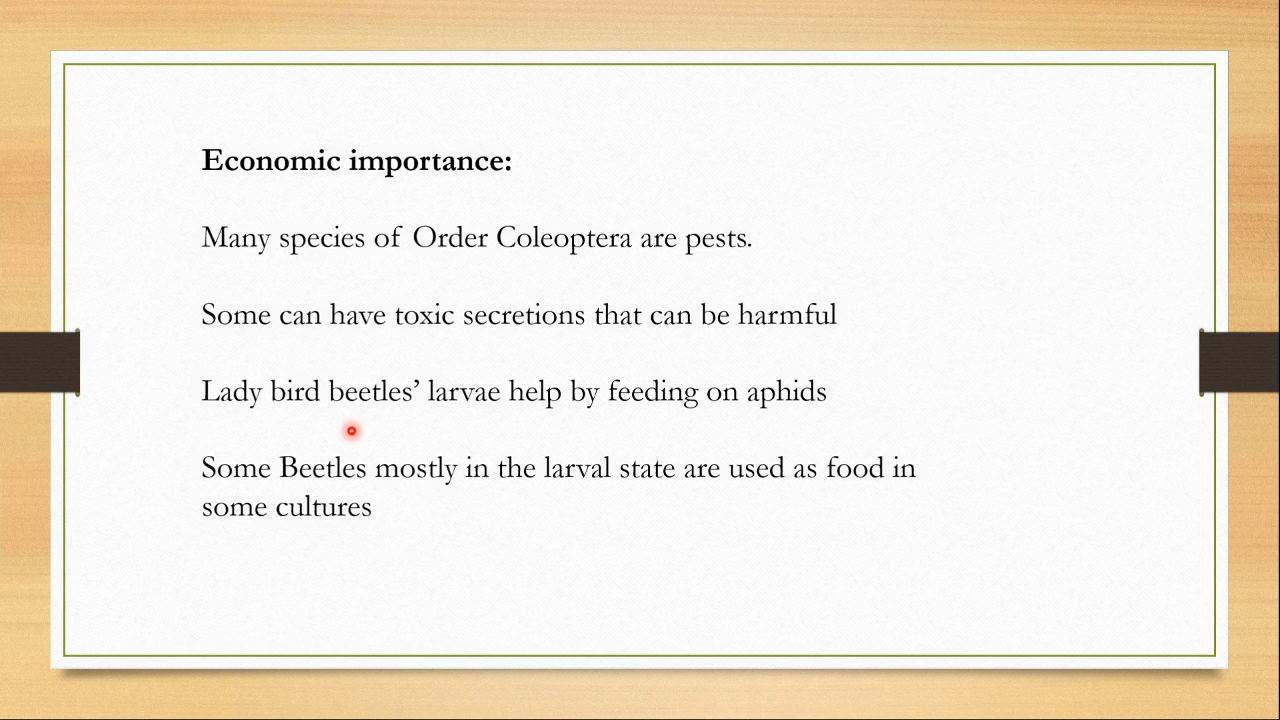 Economic importance:
Many species of Order Coleoptera are pests.
Some can have toxic secretions that can be harmful
Lady bird beetles’ larvae help by feeding on aphids
Some Beetles mostly in the larval state are used as food in
some cultures